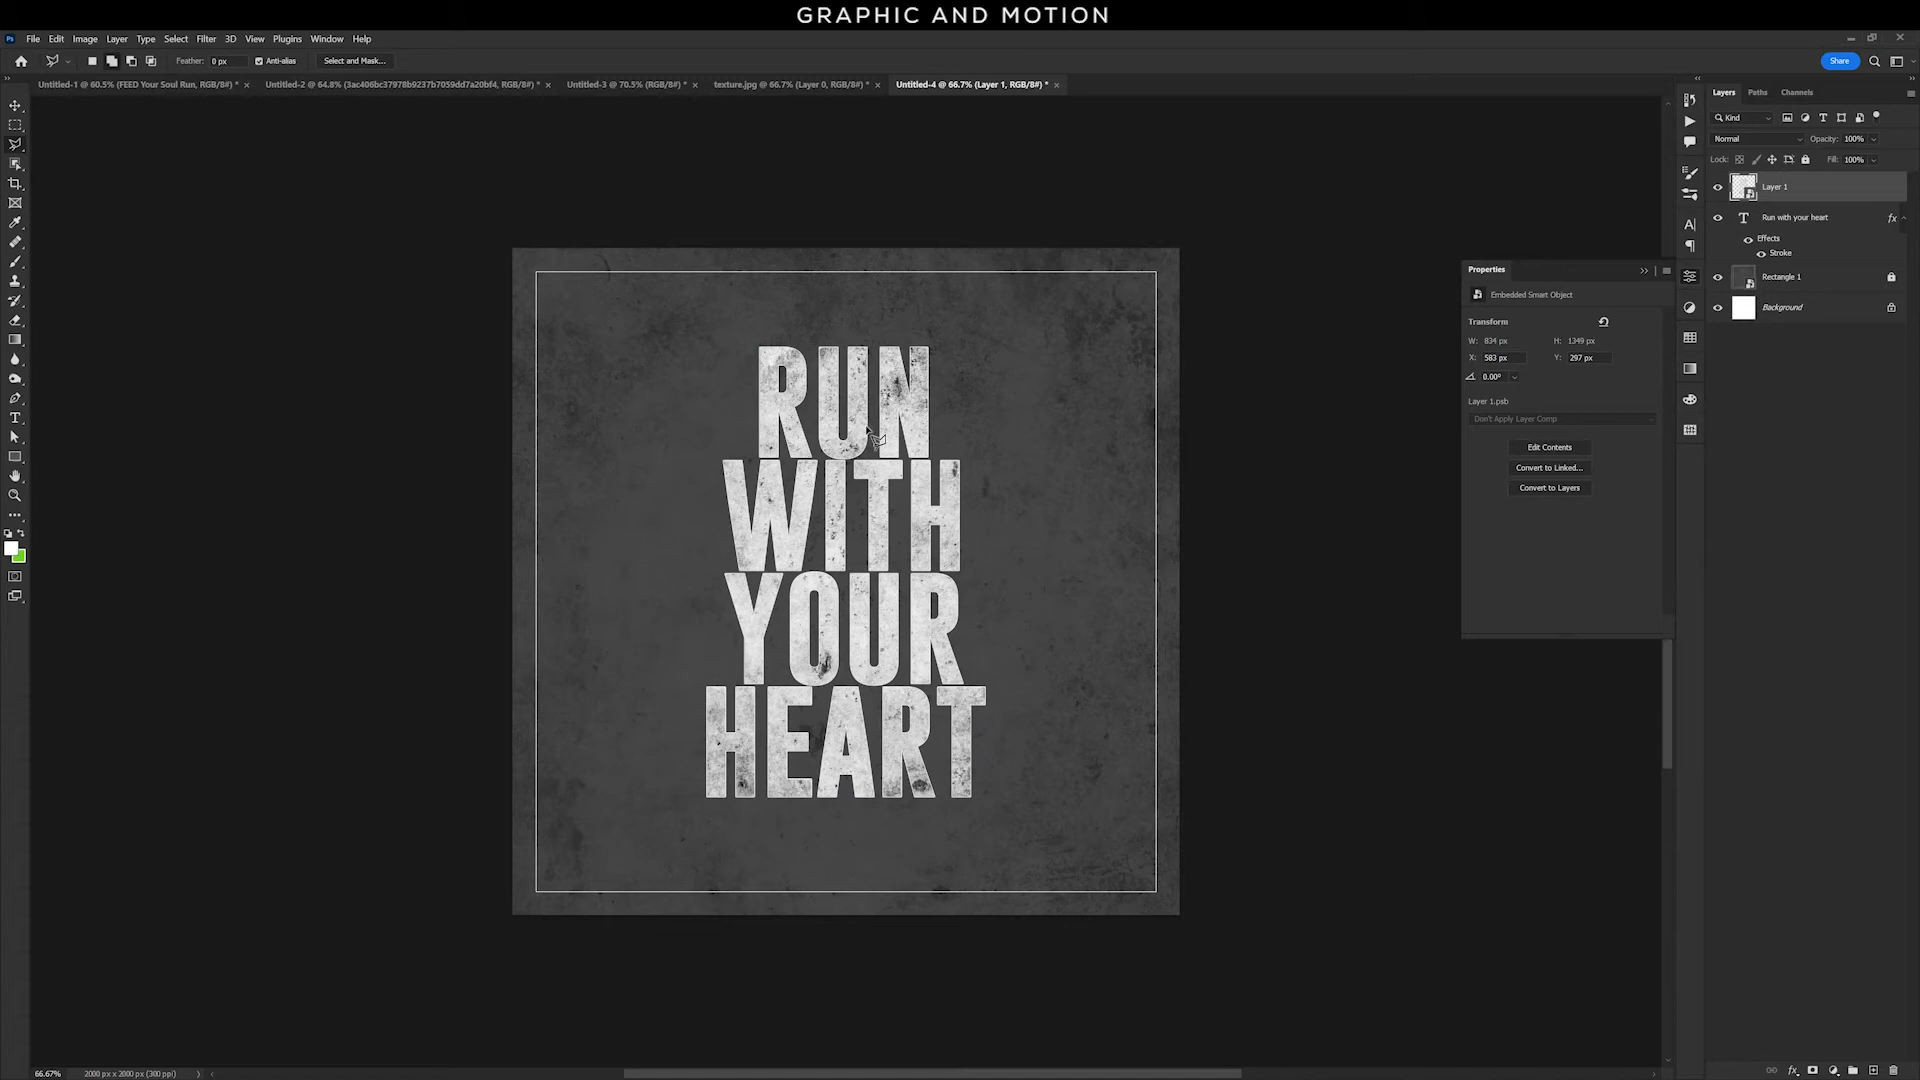 GRAPHIC AND MOTION
Ps File Edit Image Layer Type Select Filter 3D View Plugins Window Help
Feather: 0 px Anti-alias Select and Mask... Share
Untitled-1 @ 60.5% (FEED Your Soul Run, RGB/8#) * Untitled-2 @ 64.8% (3ac406bc37978b9237b7059dd7a20bf4, RGB/8#) * Untitled-3 @ 70.5% (RGB/8#) * texture.jpg @ 66.7% (Layer 0, RGB/8#) * Untitled-4 @ 66.7% (Layer 1, RGB/8#) *
Layers Paths Channels
Kind
Normal Opacity: 100%
Lock: Fill: 100%
Layer 1
Run with your heart fx
Effects
Stroke
Rectangle 1
Background
Properties
Embedded Smart Object
Transform
W: 834 px H: 1349 px
X: 583 px Y: 297 px
0.00°
Layer 1.psb
Don't Apply Layer Comp
Edit Contents
Convert to Linked...
Convert to Layers
RUN
WITH
YOUR
HEART
66.67% 2000 px x 2000 px (300 ppi)